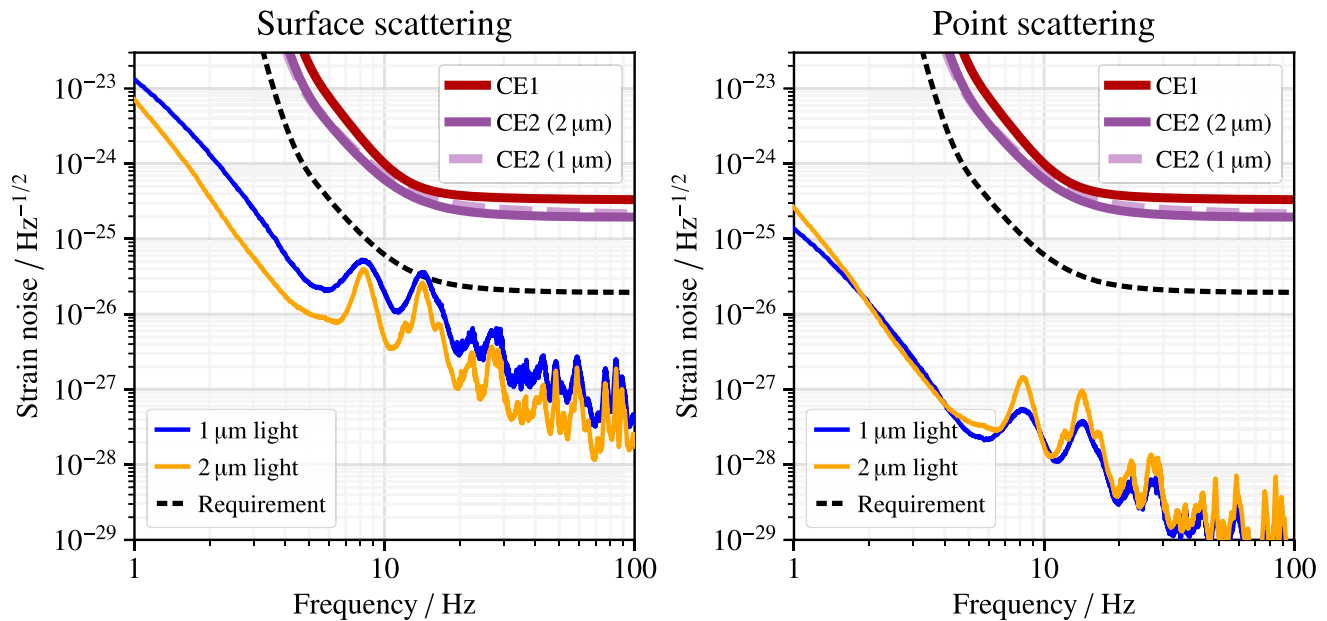 Surface scattering
Strain noise / Hz⁻¹/²
10⁻²³
10⁻²⁴
10⁻²⁵
10⁻²⁶
10⁻²⁷
10⁻²⁸
10⁻²⁹
CE1
CE2 (2 μm)
CE2 (1 μm)
1 μm light
2 μm light
Requirement
1
10
100
Frequency / Hz
Point scattering
Strain noise / Hz⁻¹/²
10⁻²³
10⁻²⁴
10⁻²⁵
10⁻²⁶
10⁻²⁷
10⁻²⁸
10⁻²⁹
CE1
CE2 (2 μm)
CE2 (1 μm)
1 μm light
2 μm light
Requirement
1
10
100
Frequency / Hz